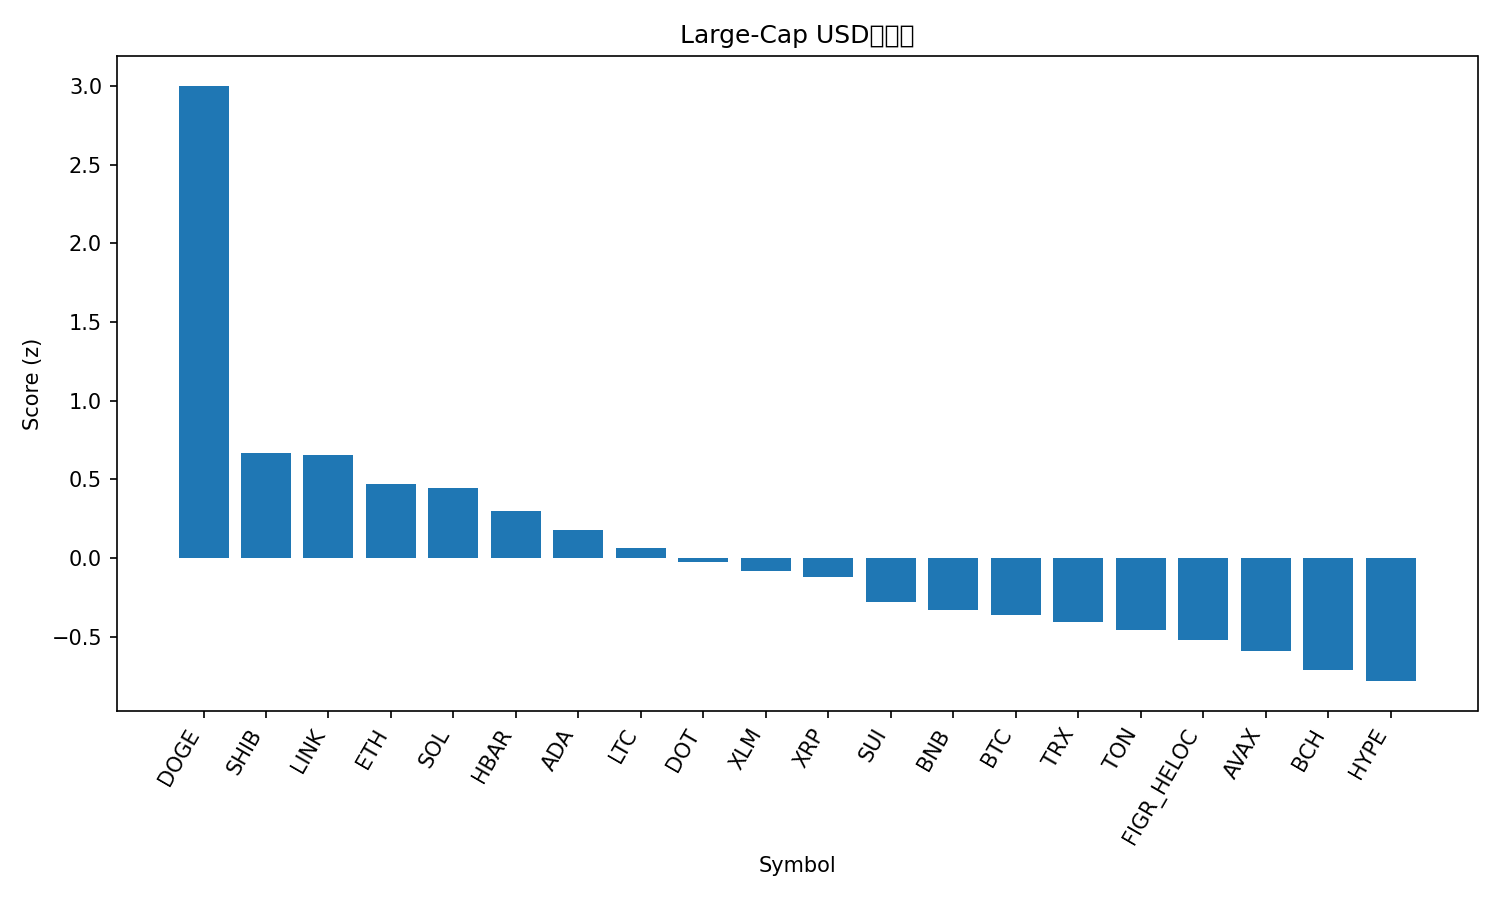 Large-Cap USD
Score (z)
3.0
2.5
2.0
1.5
1.0
0.5
0.0
−0.5
DOGE
SHIB
LINK
ETH
SOL
HBAR
ADA
LTC
DOT
XLM
XRP
SUI
BNB
BTC
TRX
TON
FIGR_HELOC
AVAX
BCH
HYPE
Symbol